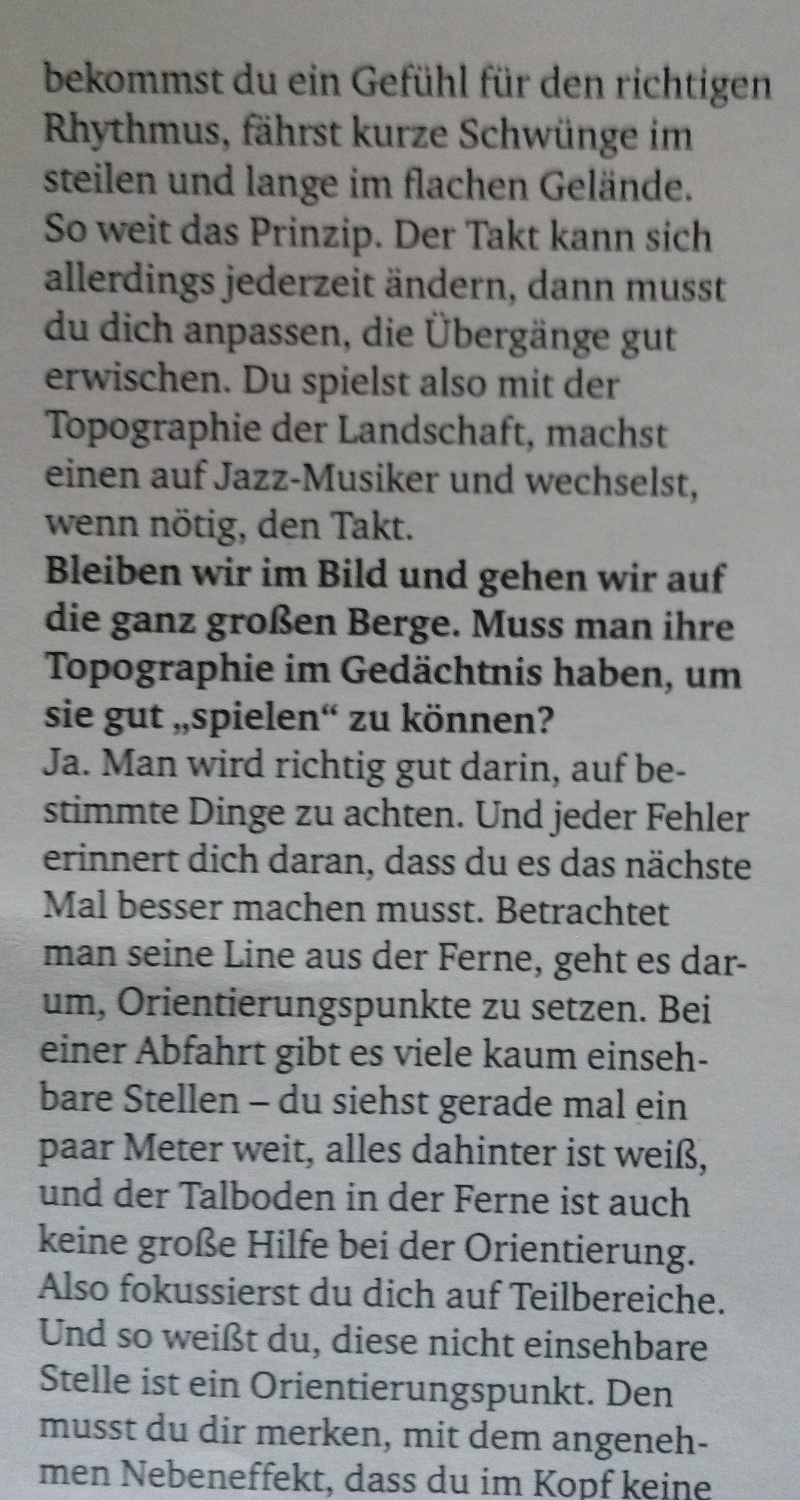 bekommst du ein Gefühl für den richtigen
Rhythmus, fährst kurze Schwünge im
steilen und lange im flachen Gelände.
So weit das Prinzip. Der Takt kann sich
allerdings jederzeit ändern, dann musst
du dich anpassen, die Übergänge gut
erwischen. Du spielst also mit der
Topographie der Landschaft, machst
einen auf Jazz-Musiker und wechselst,
wenn nötig, den Takt.
Bleiben wir im Bild und gehen wir auf
die ganz großen Berge. Muss man ihre
Topographie im Gedächtnis haben, um
sie gut „spielen“ zu können?
Ja. Man wird richtig gut darin, auf be-
stimmte Dinge zu achten. Und jeder Fehler
erinnert dich daran, dass du es das nächste
Mal besser machen musst. Betrachtet
man seine Line aus der Ferne, geht es dar-
um, Orientierungspunkte zu setzen. Bei
einer Abfahrt gibt es viele kaum einseh-
bare Stellen – du siehst gerade mal ein
paar Meter weit, alles dahinter ist weiß,
und der Talboden in der Ferne ist auch
keine große Hilfe bei der Orientierung.
Also fokussierst du dich auf Teilbereiche.
Und so weißt du, diese nicht einsehbare
Stelle ist ein Orientierungspunkt. Den
musst du dir merken, mit dem angeneh-
men Nebeneffekt, dass du im Kopf keine